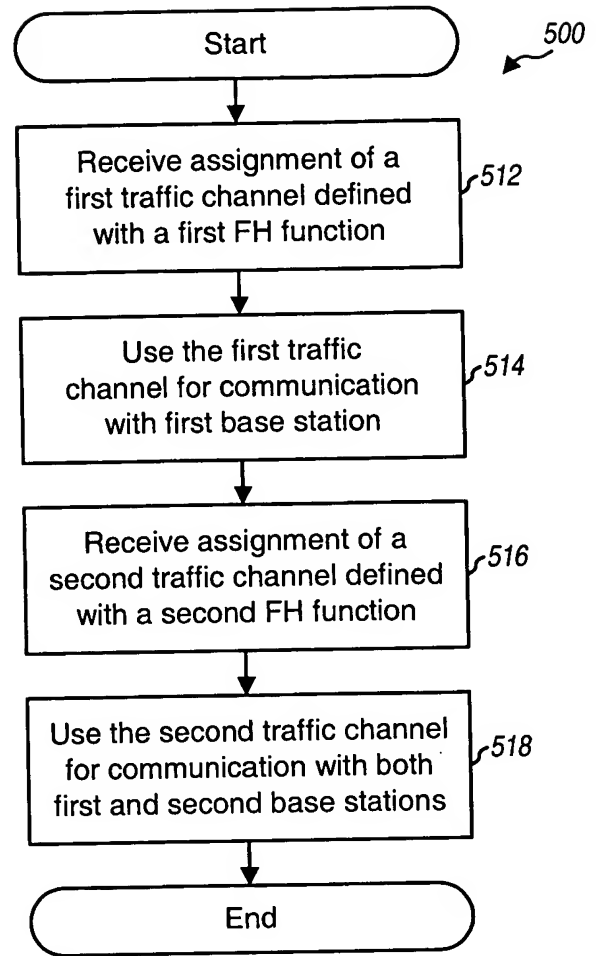 Start
500
Receive assignment of a
first traffic channel defined
with a first FH function
512
Use the first traffic
channel for communication
with first base station
514
Receive assignment of a
second traffic channel defined
with a second FH function
516
Use the second traffic channel
for communication with both
first and second base stations
518
End